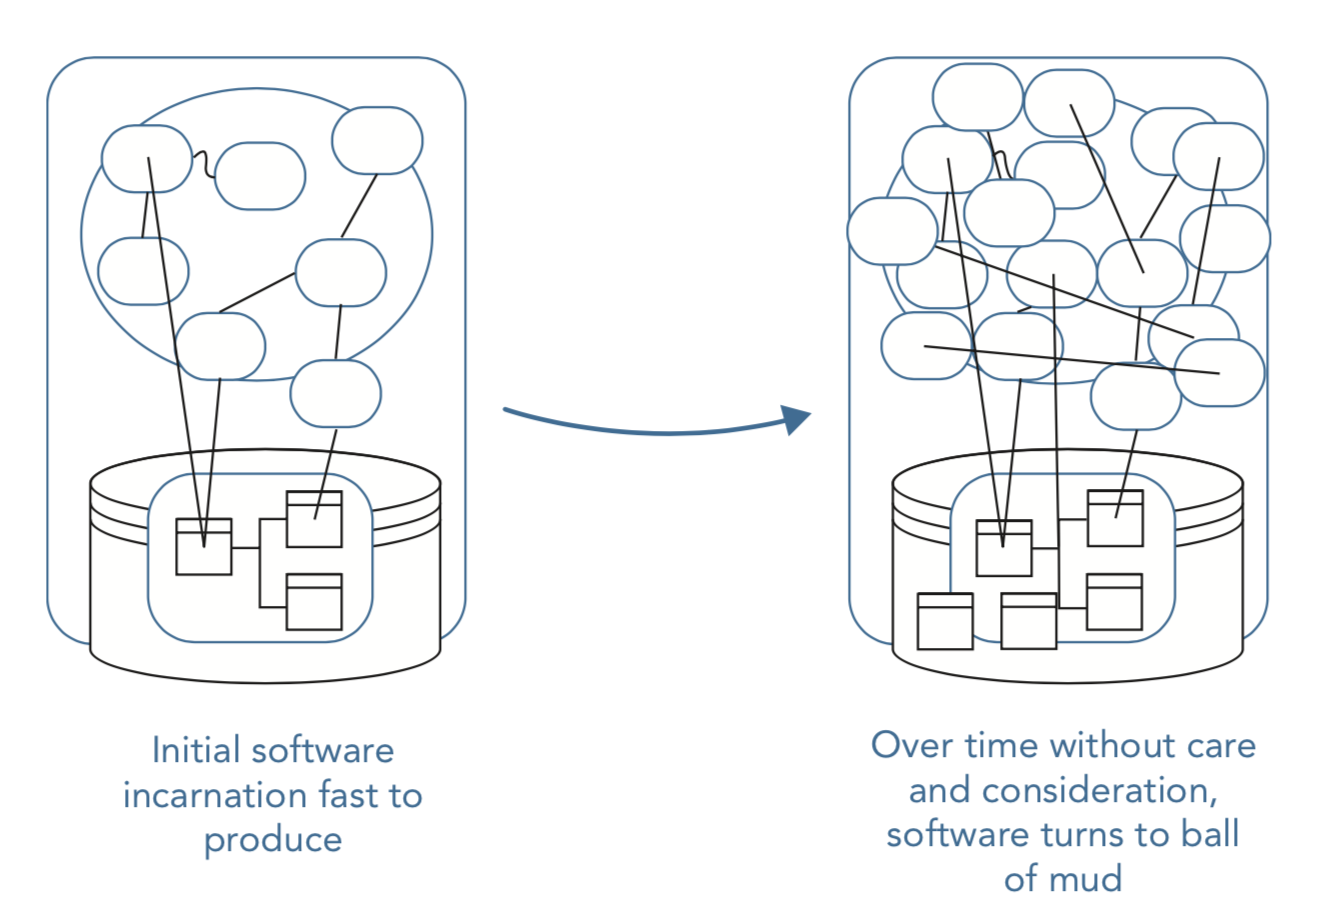 Initial software
incarnation fast to
produce
Over time without care
and consideration,
software turns to ball
of mud